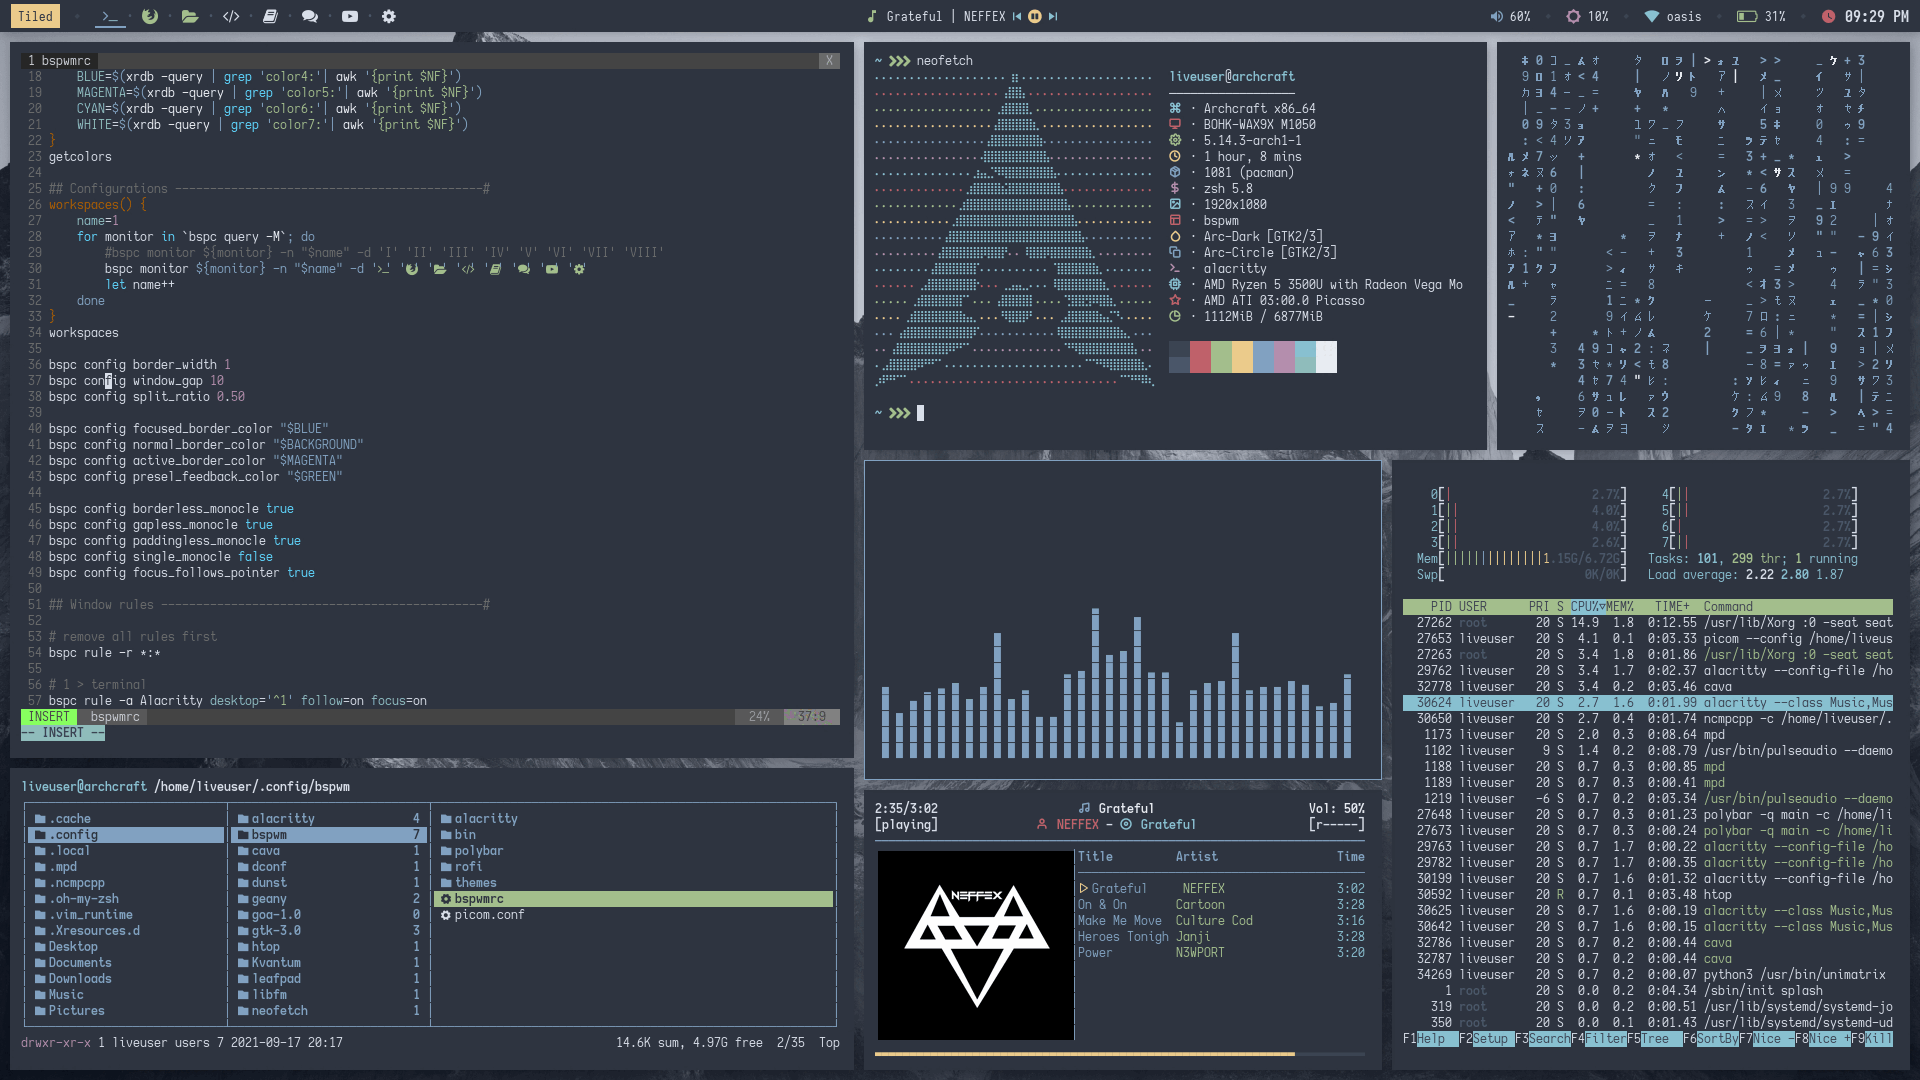 Tiled
Grateful | NEFFEX
60%
10%
oasis
31%
09:29 PM
1 bspwmrc X
18 BLUE=$(xrdb -query | grep 'color4:'| awk '{print $NF}')
19 MAGENTA=$(xrdb -query | grep 'color5:'| awk '{print $NF}')
20 CYAN=$(xrdb -query | grep 'color6:'| awk '{print $NF}')
21 WHITE=$(xrdb -query | grep 'color7:'| awk '{print $NF}')
22 }
23 getcolors
24
25 ## Configurations --------------------------------------------#
26 workspaces() {
27 name=1
28 for monitor in `bspc query -M`; do
29 #bspc monitor ${monitor} -n "$name" -d 'I' 'II' 'III' 'IV' 'V' 'VI' 'VII' 'VIII'
30 bspc monitor ${monitor} -n "$name" -d
31 let name++
32 done
33 }
34 workspaces
35
36 bspc config border_width 1
37 bspc config window_gap 10
38 bspc config split_ratio 0.50
39
40 bspc config focused_border_color "$BLUE"
41 bspc config normal_border_color "$BACKGROUND"
42 bspc config active_border_color "$MAGENTA"
43 bspc config presel_feedback_color "$GREEN"
44
45 bspc config borderless_monocle true
46 bspc config gapless_monocle true
47 bspc config paddingless_monocle true
48 bspc config single_monocle false
49 bspc config focus_follows_pointer true
50
51 ## Window rules ----------------------------------------------#
52
53 # remove all rules first
54 bspc rule -r *:*
55
56 # 1 > terminal
57 bspc rule -a Alacritty desktop='^1' follow=on focus=on
INSERT bspwmrc 24% 37:9
-- INSERT --
~ neofetch
liveuser@archcraft
Archcraft x86_64
BOHK-WAX9X M1050
5.14.3-arch1-1
1 hour, 8 mins
1081 (pacman)
zsh 5.8
1920x1080
bspwm
Arc-Dark [GTK2/3]
Arc-Circle [GTK2/3]
alacritty
AMD Ryzen 5 3500U with Radeon Vega Mo
AMD ATI 03:00.0 Picasso
1112MiB / 6877MiB
~
liveuser@archcraft /home/liveuser/.config/bspwm
.cache alacritty 4 alacritty
.config bspwm 7 bin
.local cava 1 polybar
.mpd dconf 1 rofi
.ncmpcpp dunst 1 themes
.oh-my-zsh geany 2 bspwmrc
.vim_runtime goa-1.0 0 picom.conf
.Xresources.d gtk-3.0 3
Desktop htop 1
Documents Kvantum 1
Downloads leafpad 1
Music libfm 1
Pictures neofetch 1
drwxr-xr-x 1 liveuser users 7 2021-09-17 20:17 14.6K sum, 4.97G free 2/35 Top
2:35/3:02 Grateful Vol: 50%
[playing] NEFFEX - Grateful [r-----]
NEFFEX
Title Artist Time
Grateful NEFFEX 3:02
On & On Cartoon 3:28
Make Me Move Culture Cod 3:16
Heroes Tonigh Janji 3:28
Power N3WPORT 3:20
0[| 2.7%] 4[|| 2.7%]
1[|| 4.0%] 5[|| 2.7%]
2[|| 4.0%] 6[| 2.7%]
3[|| 2.6%] 7[|| 2.7%]
Mem[||||||||||||||1.15G/6.72G] Tasks: 101, 299 thr; 1 running
Swp[ 0K/0K] Load average: 2.22 2.80 1.87
PID USER PRI S CPU%▽MEM% TIME+ Command
27262 root 20 S 14.9 1.8 0:12.55 /usr/lib/Xorg :0 -seat seat
27653 liveuser 20 S 4.1 0.1 0:03.33 picom --config /home/liveus
27263 root 20 S 3.4 1.8 0:01.86 /usr/lib/Xorg :0 -seat seat
29762 liveuser 20 S 3.4 1.7 0:02.37 alacritty --config-file /ho
32778 liveuser 20 S 3.4 0.2 0:03.46 cava
30624 liveuser 20 S 2.7 1.6 0:01.99 alacritty --class Music,Mus
30650 liveuser 20 S 2.7 0.4 0:01.74 ncmpcpp -c /home/liveuser/.
1173 liveuser 20 S 2.0 0.3 0:08.64 mpd
1102 liveuser 9 S 1.4 0.2 0:08.79 /usr/bin/pulseaudio --daemo
1188 liveuser 20 S 0.7 0.3 0:00.85 mpd
1189 liveuser 20 S 0.7 0.3 0:00.41 mpd
1219 liveuser -6 S 0.7 0.2 0:03.34 /usr/bin/pulseaudio --daemo
27648 liveuser 20 S 0.7 0.3 0:01.23 polybar -q main -c /home/li
27673 liveuser 20 S 0.7 0.3 0:00.24 polybar -q main -c /home/li
29763 liveuser 20 S 0.7 1.7 0:00.22 alacritty --config-file /ho
29782 liveuser 20 S 0.7 1.7 0:00.35 alacritty --config-file /ho
30199 liveuser 20 S 0.7 1.6 0:01.32 alacritty --config-file /ho
30592 liveuser 20 R 0.7 0.1 0:03.48 htop
30625 liveuser 20 S 0.7 1.6 0:00.19 alacritty --class Music,Mus
30642 liveuser 20 S 0.7 1.6 0:00.15 alacritty --class Music,Mus
32786 liveuser 20 S 0.7 0.2 0:00.44 cava
32787 liveuser 20 S 0.7 0.2 0:00.44 cava
34269 liveuser 20 S 0.7 0.2 0:00.07 python3 /usr/bin/unimatrix
1 root 20 S 0.0 0.2 0:04.34 /sbin/init splash
319 root 20 S 0.0 0.2 0:00.51 /usr/lib/systemd/systemd-jo
350 root 20 S 0.0 0.1 0:01.43 /usr/lib/systemd/systemd-ud
F1Help F2Setup F3SearchF4FilterF5Tree F6SortByF7Nice -F8Nice +F9Kill